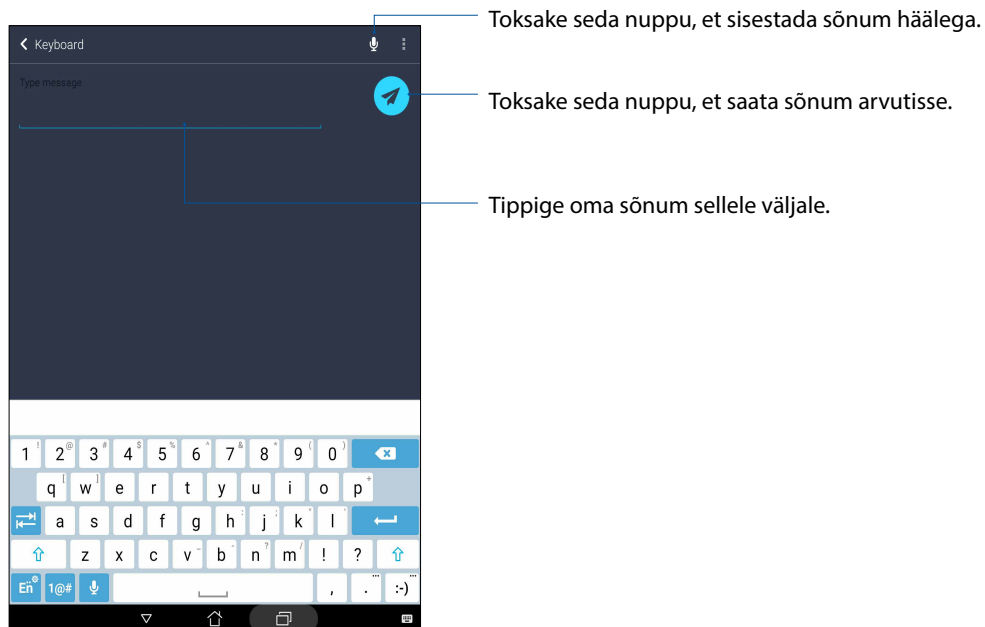 Toksake seda nuppu, et sisestada sõnum häälega.
Keyboard
Type message
Toksake seda nuppu, et saata sõnum arvutisse.
Tippige oma sõnum sellele väljale.
1 ! 2 @ 3 # 4 $ 5 % 6 ^ 7 & 8 * 9 ( 0 )
q [ w ] e r t y u i o p +
a s d f g h : j ; k " l '
z x c v - b - n ? m / ! ?
En 1@# , . ... :-) ...